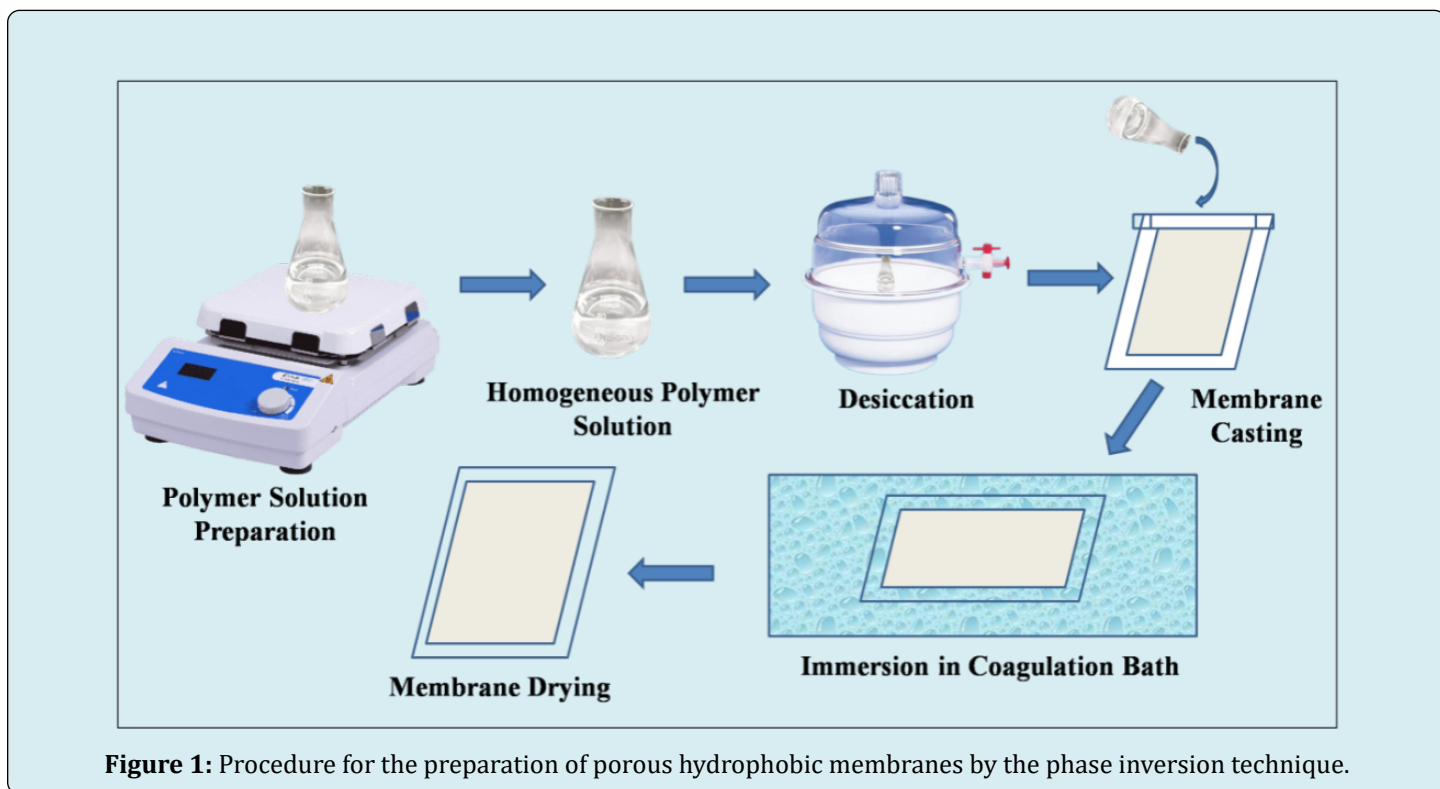 Polymer Solution
Preparation
Homogeneous Polymer
Solution
Desiccation
Membrane
Casting
Immersion in Coagulation Bath
Membrane Drying
Figure 1: Procedure for the preparation of porous hydrophobic membranes by the phase inversion technique.